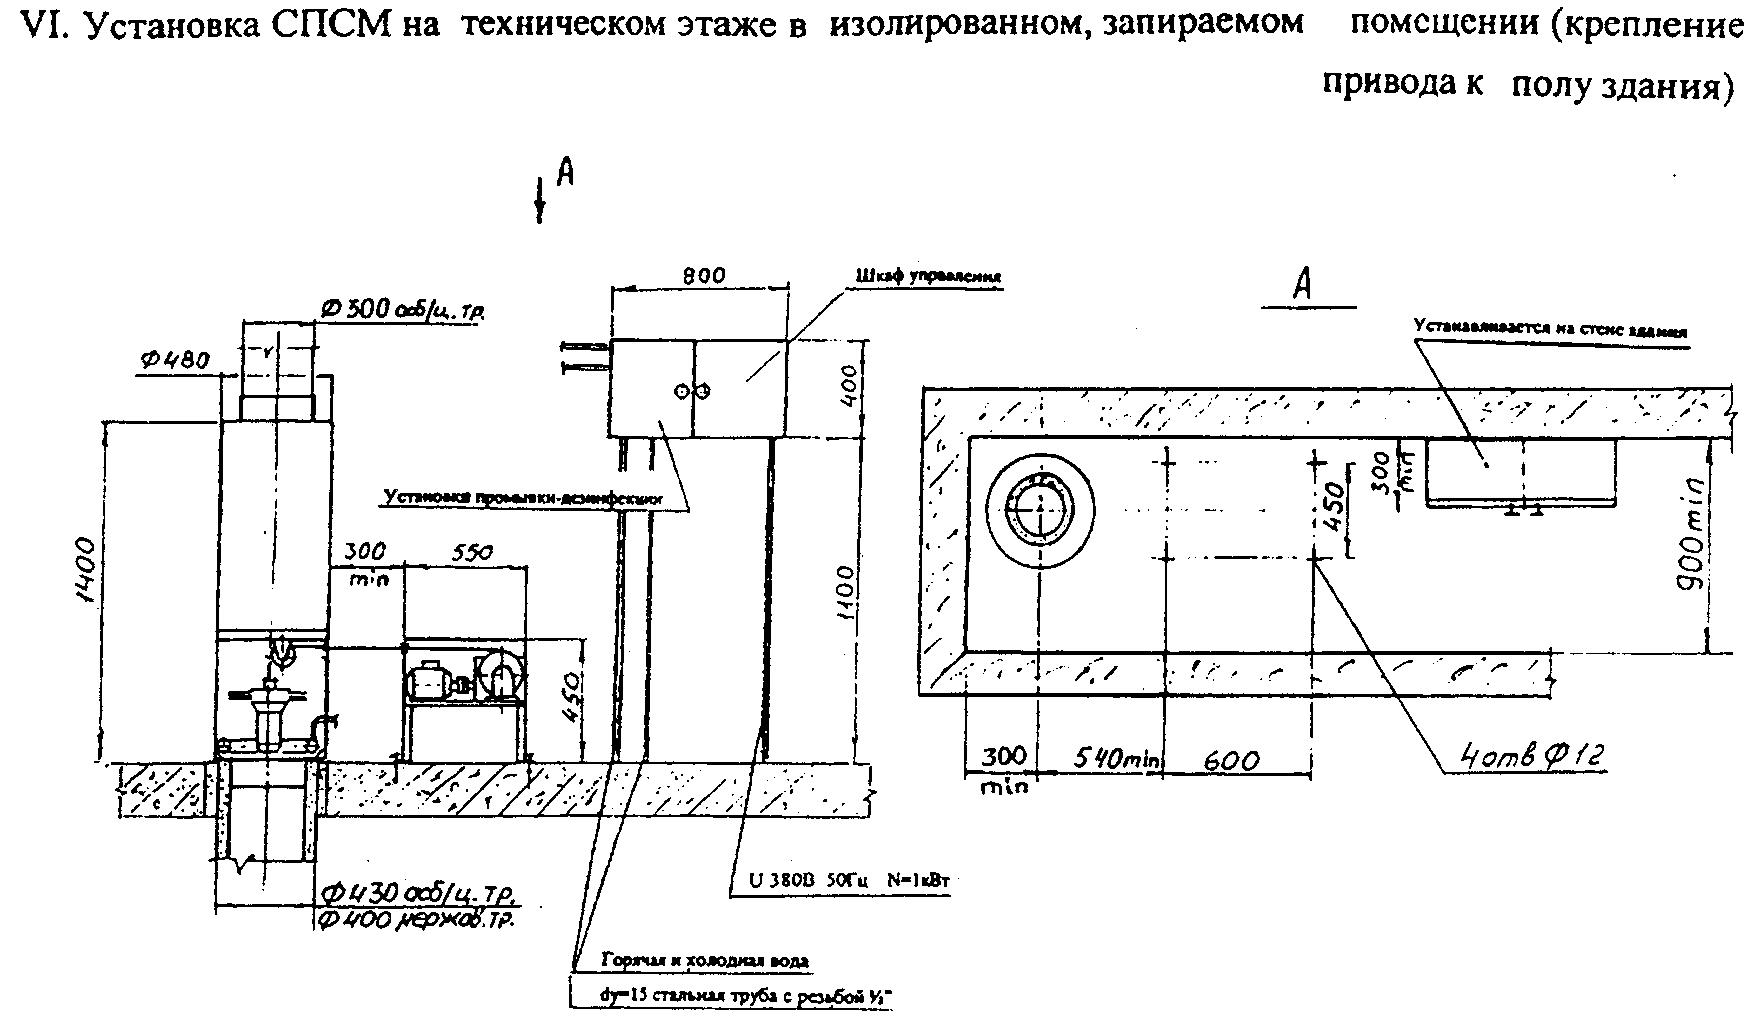 VI. Установка СПСМ на техническом этаже в изолированном, запираемом помещении (крепление
привода к полу здания)
А
800
Шкаф управления
А
Ф300 асб/ц. тр.
Устанавливается на стене здания
Ф480
400
Установка промывки-дезинфекции
300
min
550
1400
1100
450
300
min
450
900min
300
min
540min
600
4отв Ф12
U 380В 50Гц N=1кВт
Ф430 асб/ц. тр.
Ф400 нержав. тр.
Горячая и холодная вода
dy=15 стальная труба с резьбой ½"